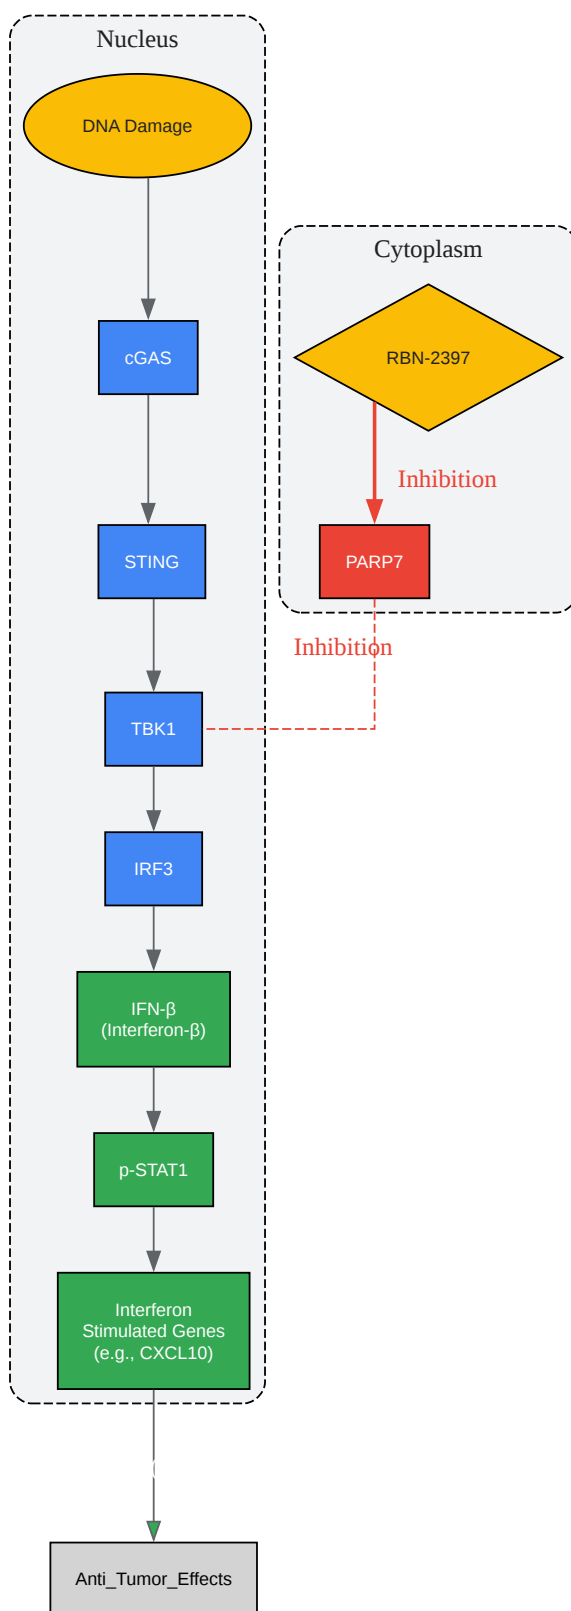 Nucleus
DNA Damage
Cytoplasm
cGAS
RBN-2397
Inhibition
STING
PARP7
Inhibition
TBK1
IRF3
IFN-β
(Interferon-β)
p-STAT1
Interferon
Stimulated Genes
(e.g., CXCL10)
Anti_Tumor_Effects